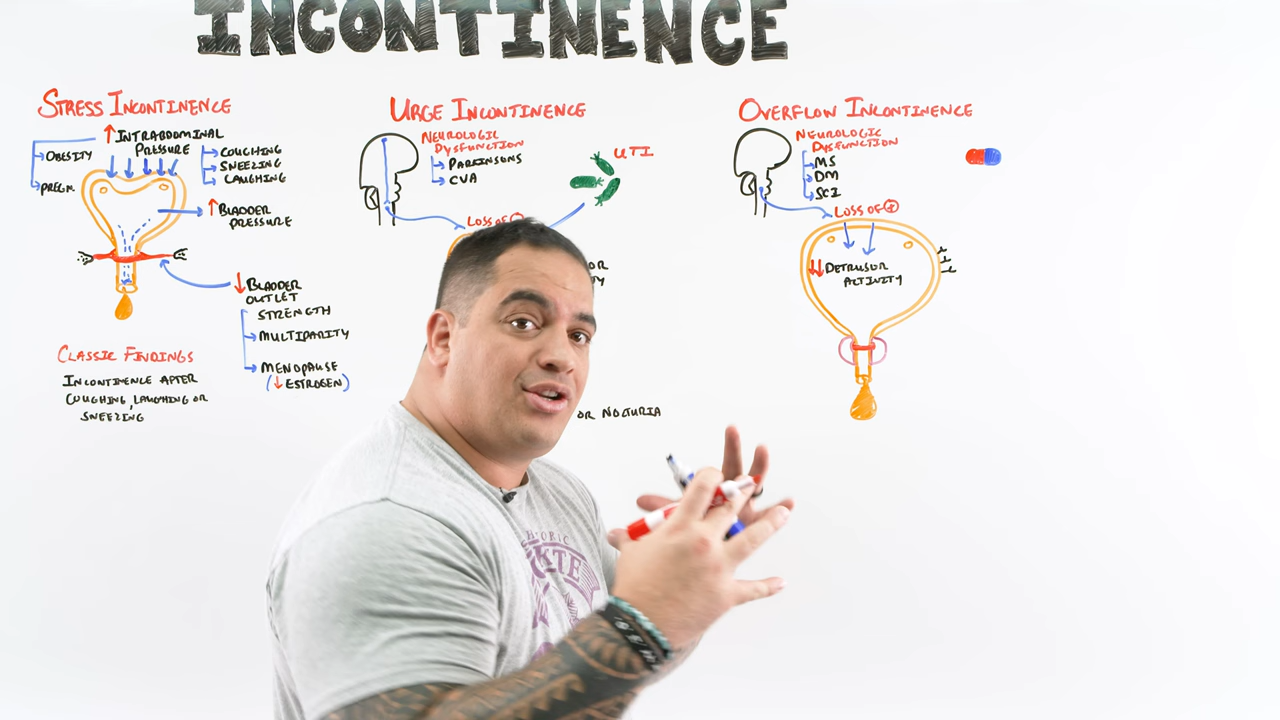 INCONTINENCE
STRESS INCONTINENCE
↑ INTRABDOMINAL
PRESSURE
OBESITY
PREGN
COUGHING
SNEEZING
LAUGHING
↑ BLADDER
PRESSURE
↓ BLADDER
OUTLET
STRENGTH
MULTIPARITY
MENOPAUSE
(↓ ESTROGEN)
CLASSIC FINDINGS
INCONTINENCE AFTER
COUGHING, LAUGHING OR
SNEEZING
URGE INCONTINENCE
NEUROLOGIC
DYSFUNCTION
PARKINSONS
CVA
UTI
LOSS OF
OR NOCTURIA
OVERFLOW INCONTINENCE
NEUROLOGIC
DYSFUNCTION
MS
DM
SCI
LOSS OF +
↓↓ DETRUSOR
ACTIVITY